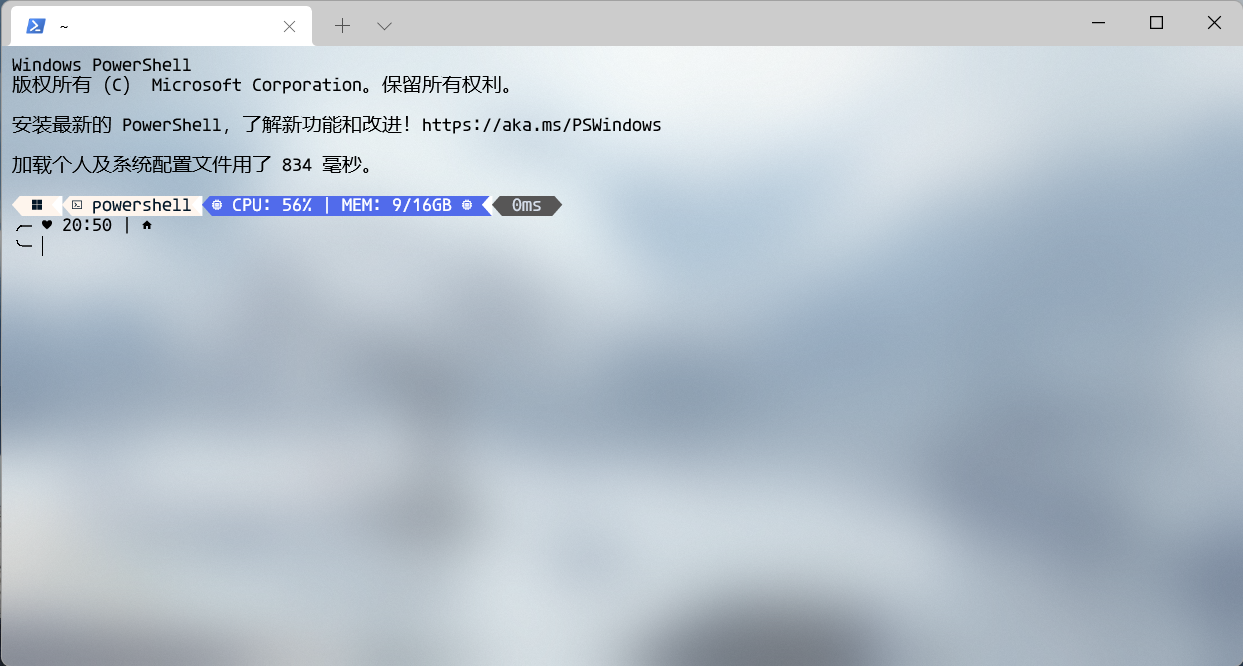 ~
Windows PowerShell
版权所有 (C)  Microsoft Corporation。保留所有权利。
安装最新的 PowerShell，了解新功能和改进！https://aka.ms/PSWindows
加载个人及系统配置文件用了 834 毫秒。
powershell CPU: 56% | MEM: 9/16GB 0ms
♥ 20:50 |